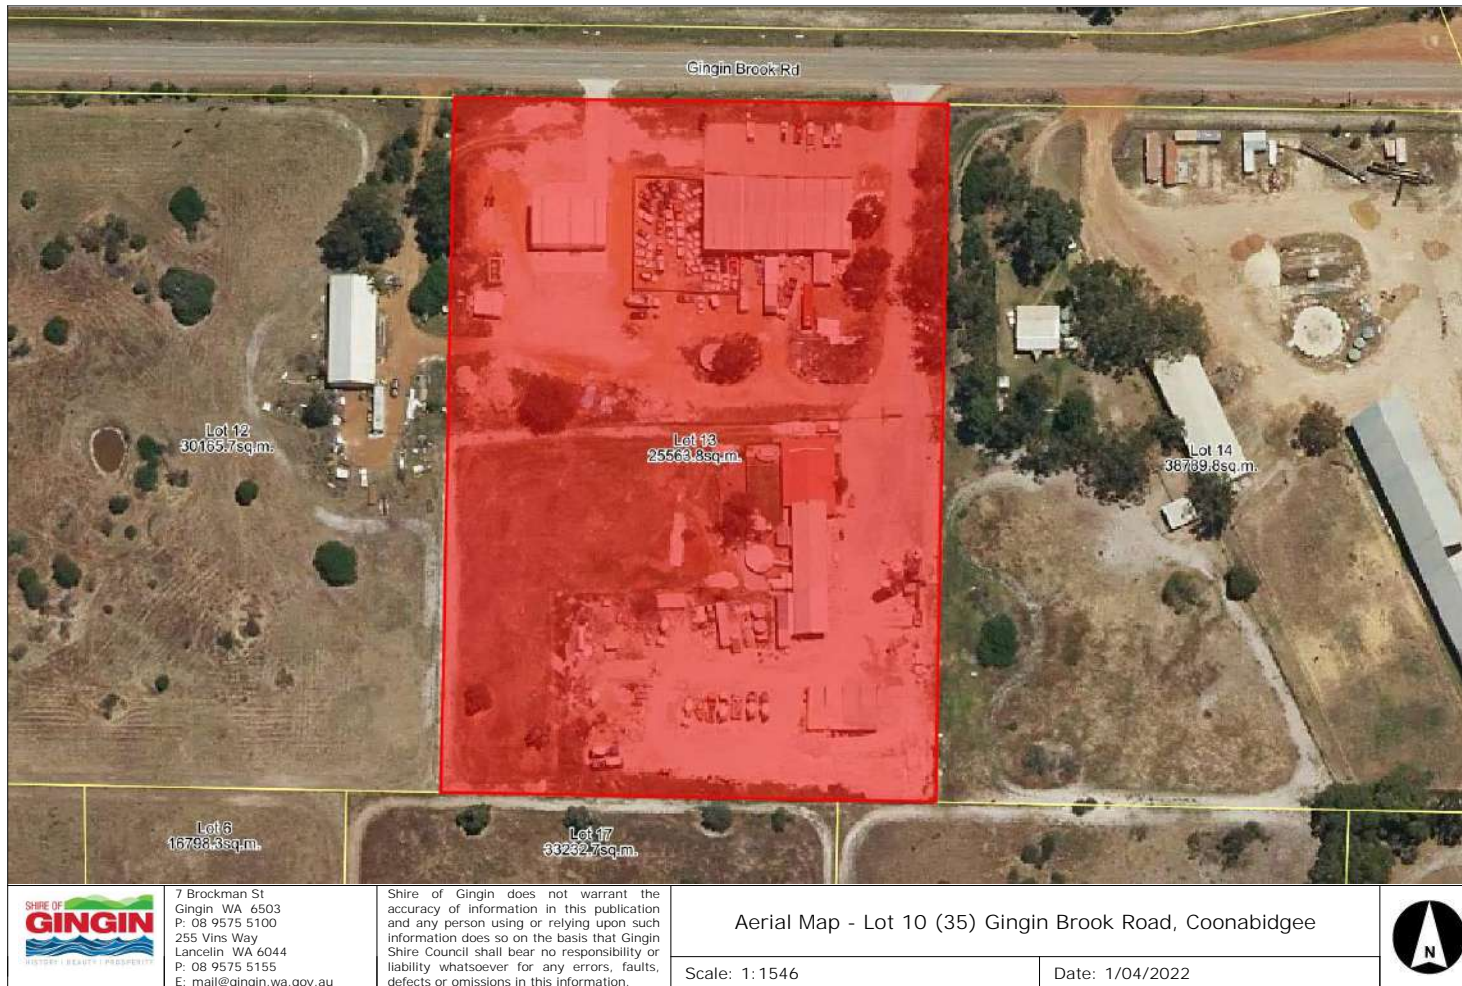 Gingin Brook Rd
Lot 12
30165.7sq.m.
Lot 13
25563.8sq.m.
Lot 14
38789.8sq.m.
Lot 6
16798.3sq.m.
Lot 17
33232.7sq.m.
SHIRE OF
GINGIN
HISTORY | BEAUTY | PROSPERITY
7 Brockman St
Gingin WA 6503
P: 08 9575 5100
255 Vins Way
Lancelin WA 6044
P: 08 9575 5155
E: mail@gingin.wa.gov.au
Shire of Gingin does not warrant the
accuracy of information in this publication
and any person using or relying upon such
information does so on the basis that Gingin
Shire Council shall bear no responsibility or
liability whatsoever for any errors, faults,
defects or omissions in this information.
Aerial Map - Lot 10 (35) Gingin Brook Road, Coonabidgee
Scale: 1:1546
Date: 1/04/2022
N